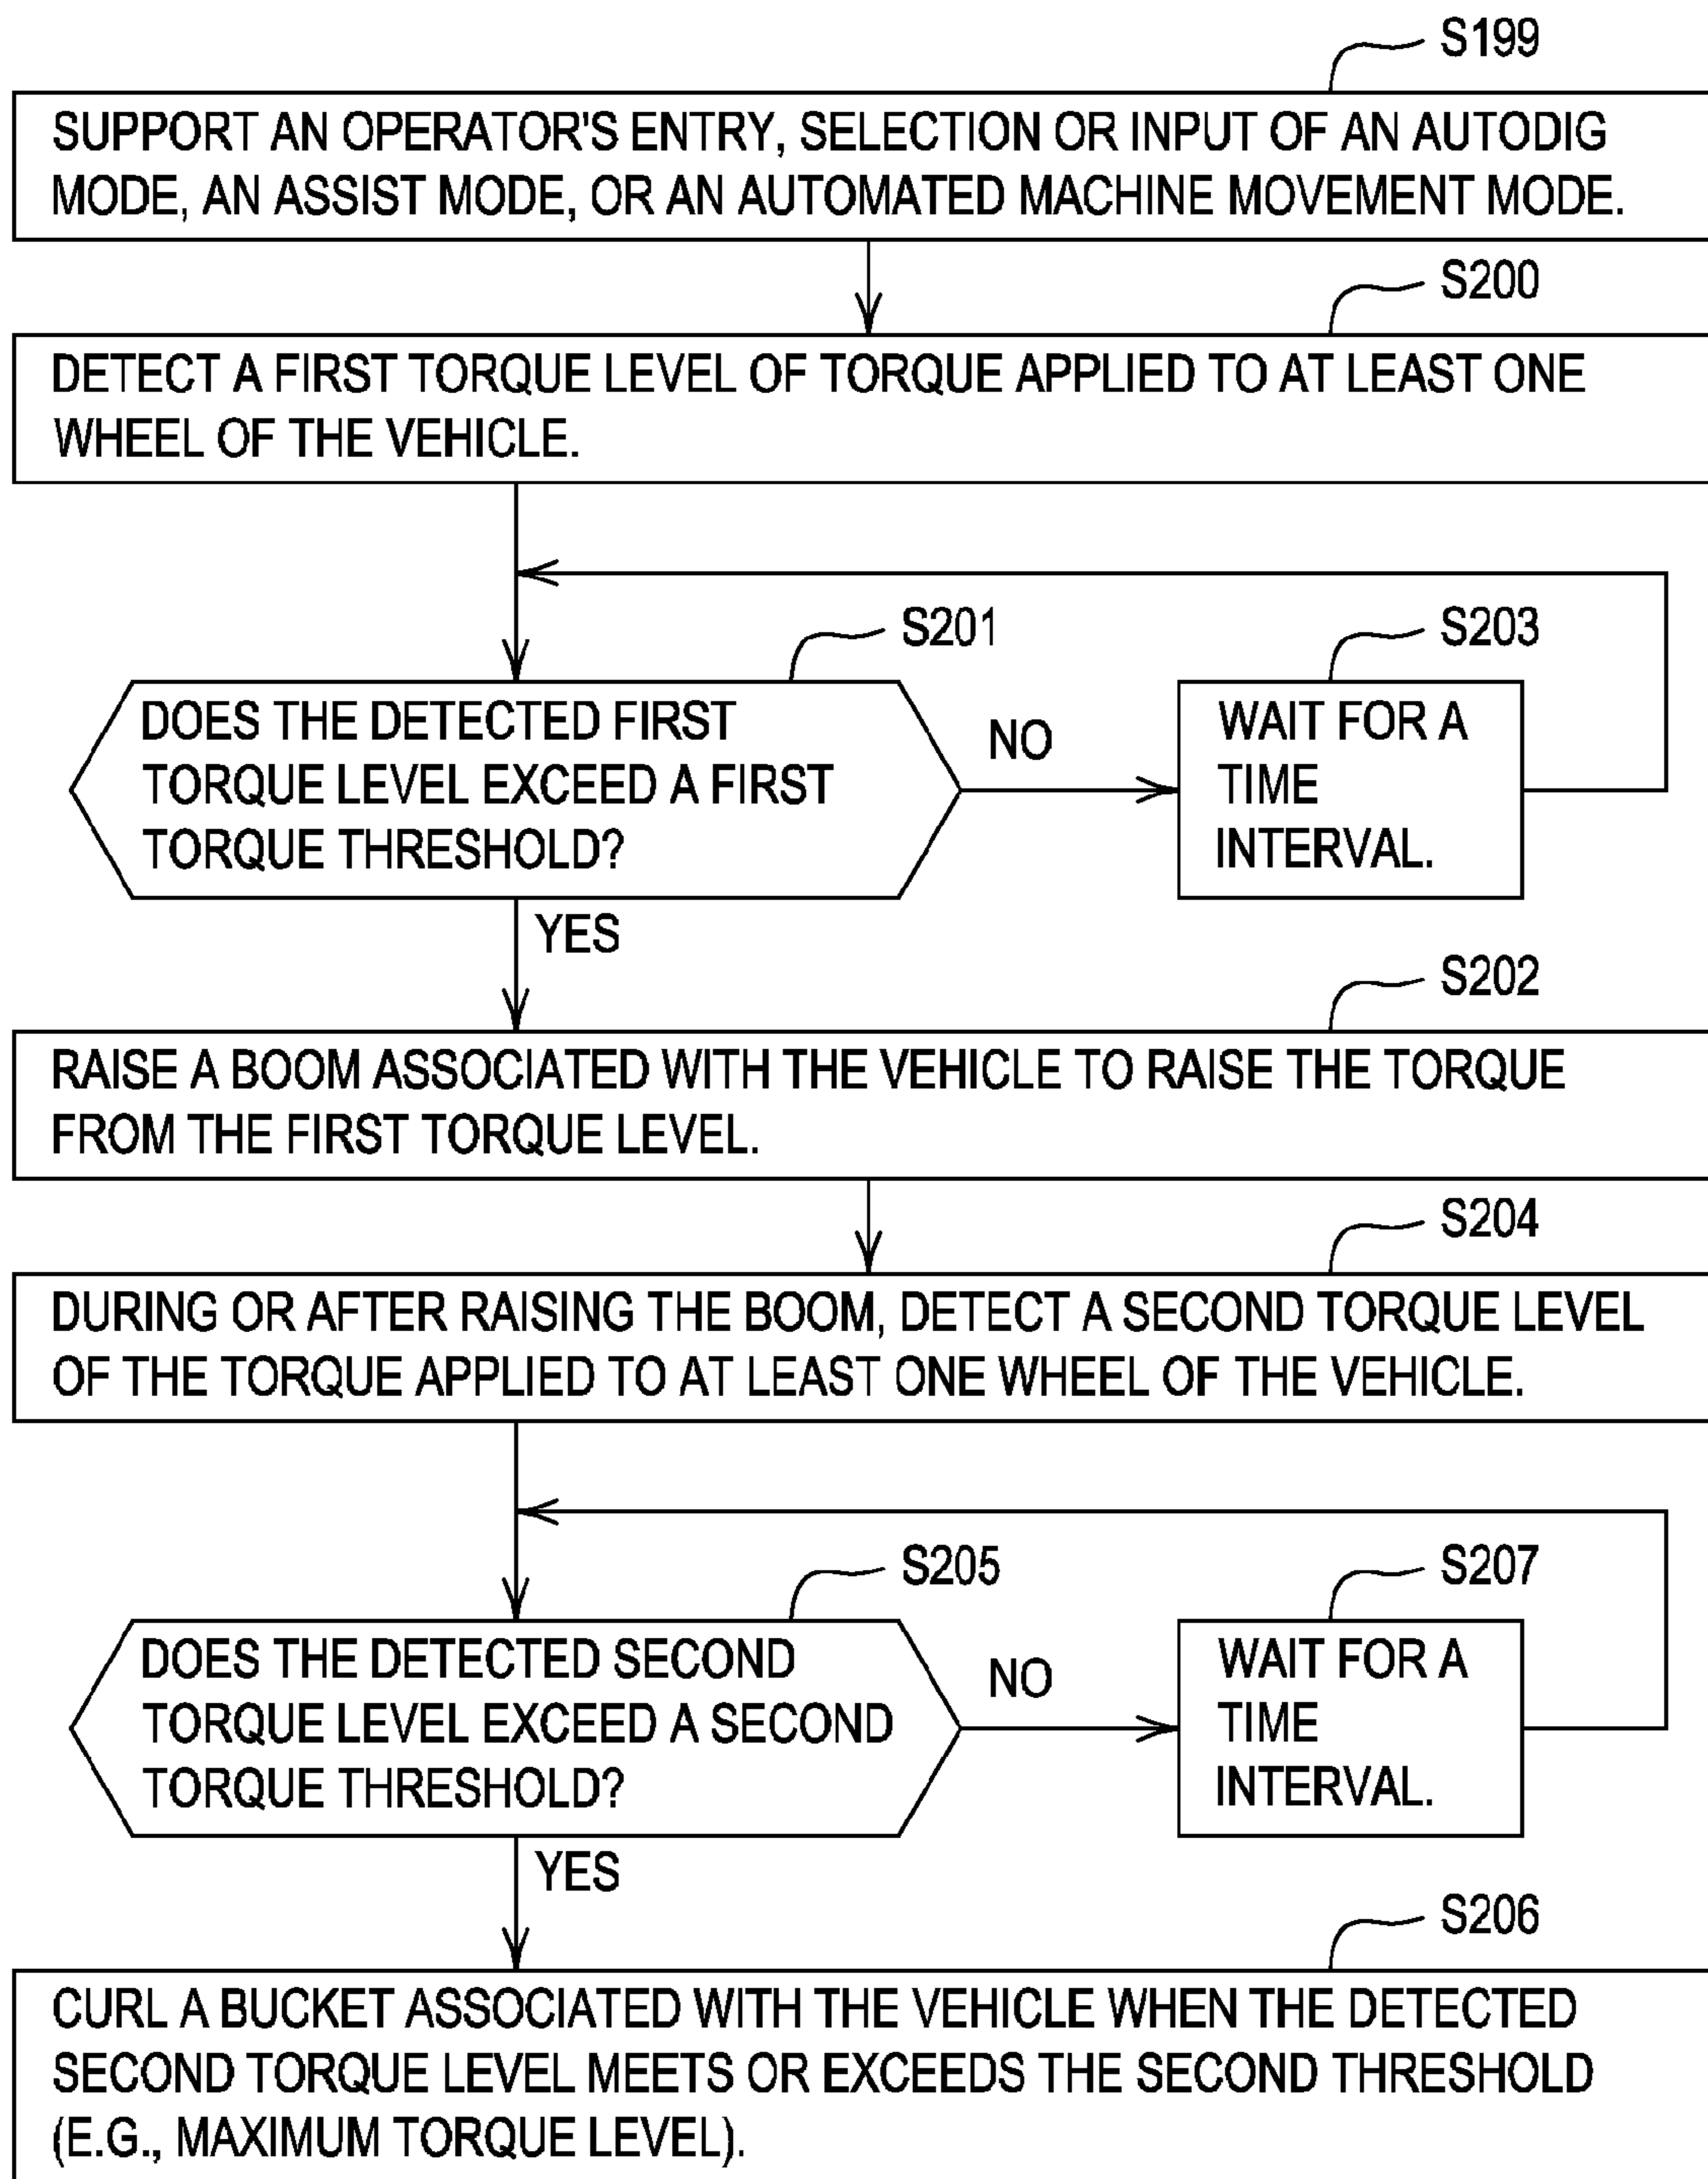 S199
SUPPORT AN OPERATOR'S ENTRY, SELECTION OR INPUT OF AN AUTODIG
MODE, AN ASSIST MODE, OR AN AUTOMATED MACHINE MOVEMENT MODE.
S200
DETECT A FIRST TORQUE LEVEL OF TORQUE APPLIED TO AT LEAST ONE
WHEEL OF THE VEHICLE.
S201
DOES THE DETECTED FIRST
TORQUE LEVEL EXCEED A FIRST
TORQUE THRESHOLD?
NO
S203
WAIT FOR A
TIME
INTERVAL.
YES
S202
RAISE A BOOM ASSOCIATED WITH THE VEHICLE TO RAISE THE TORQUE
FROM THE FIRST TORQUE LEVEL.
S204
DURING OR AFTER RAISING THE BOOM, DETECT A SECOND TORQUE LEVEL
OF THE TORQUE APPLIED TO AT LEAST ONE WHEEL OF THE VEHICLE.
S205
DOES THE DETECTED SECOND
TORQUE LEVEL EXCEED A SECOND
TORQUE THRESHOLD?
NO
S207
WAIT FOR A
TIME
INTERVAL.
YES
S206
CURL A BUCKET ASSOCIATED WITH THE VEHICLE WHEN THE DETECTED
SECOND TORQUE LEVEL MEETS OR EXCEEDS THE SECOND THRESHOLD
(E.G., MAXIMUM TORQUE LEVEL).